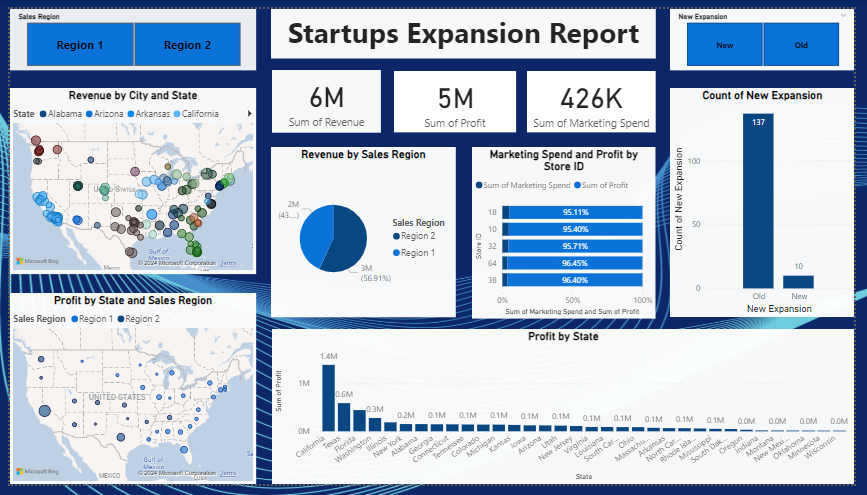 Sales Region
Region 1
Region 2
Startups Expansion Report
New Expansion
New
Old
6M
Sum of Revenue
5M
Sum of Profit
426K
Sum of Marketing Spend
Revenue by City and State
State Alabama Arizona Arkansas California
UNITED STATES
Gulf of
Mexico
Microsoft Bing
© 2024 Microsoft Corporation Terms
Revenue by Sales Region
2M
(43...)
3M
(56.91%)
Sales Region
Region 2
Region 1
Marketing Spend and Profit by
Store ID
Sum of Marketing Spend Sum of Profit
Store ID
18 95.11%
10 95.40%
32 95.71%
64 96.45%
38 96.40%
0% 50% 100%
Sum of Marketing Spend and Sum of Profit
Count of New Expansion
Count of New Expansion
100
50
0
137
10
Old New
New Expansion
Profit by State and Sales Region
Sales Region Region 1 Region 2
UNITED STATES
Gulf of
Mexico
MEXICO
Microsoft Bing
© 2024 Microsoft Corporation Terms
Profit by State
Sum of Profit
1M
0M
1.4M 0.6M 0.3M 0.2M 0.1M 0.1M 0.1M 0.1M 0.1M 0.1M 0.1M 0.1M 0.1M 0.0M 0.0M 0.0M
California Texas Florida Washington Illinois New York Alabama Georgia Connecticut Tennessee Colorado Michigan Kansas Iowa Arizona Utah New Jersey Virginia Louisiana South Car... Ohio Massachu... Arkansas North Car... Rhode Isla... Mississippi South Dak... Oregon Indiana Montana New Mexi... Oklahoma Minnesota Wisconsin
State